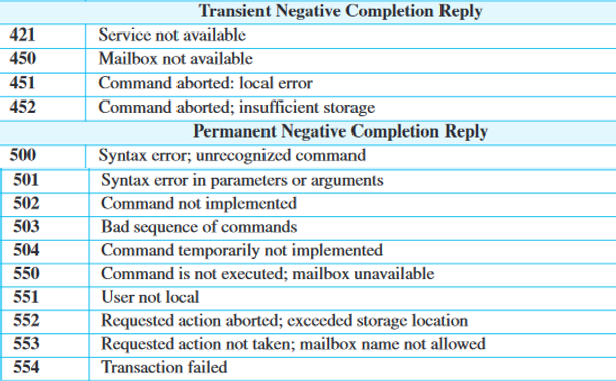 Transient Negative Completion Reply
421 Service not available
450 Mailbox not available
451 Command aborted: local error
452 Command aborted; insufficient storage
Permanent Negative Completion Reply
500 Syntax error; unrecognized command
501 Syntax error in parameters or arguments
502 Command not implemented
503 Bad sequence of commands
504 Command temporarily not implemented
550 Command is not executed; mailbox unavailable
551 User not local
552 Requested action aborted; exceeded storage location
553 Requested action not taken; mailbox name not allowed
554 Transaction failed